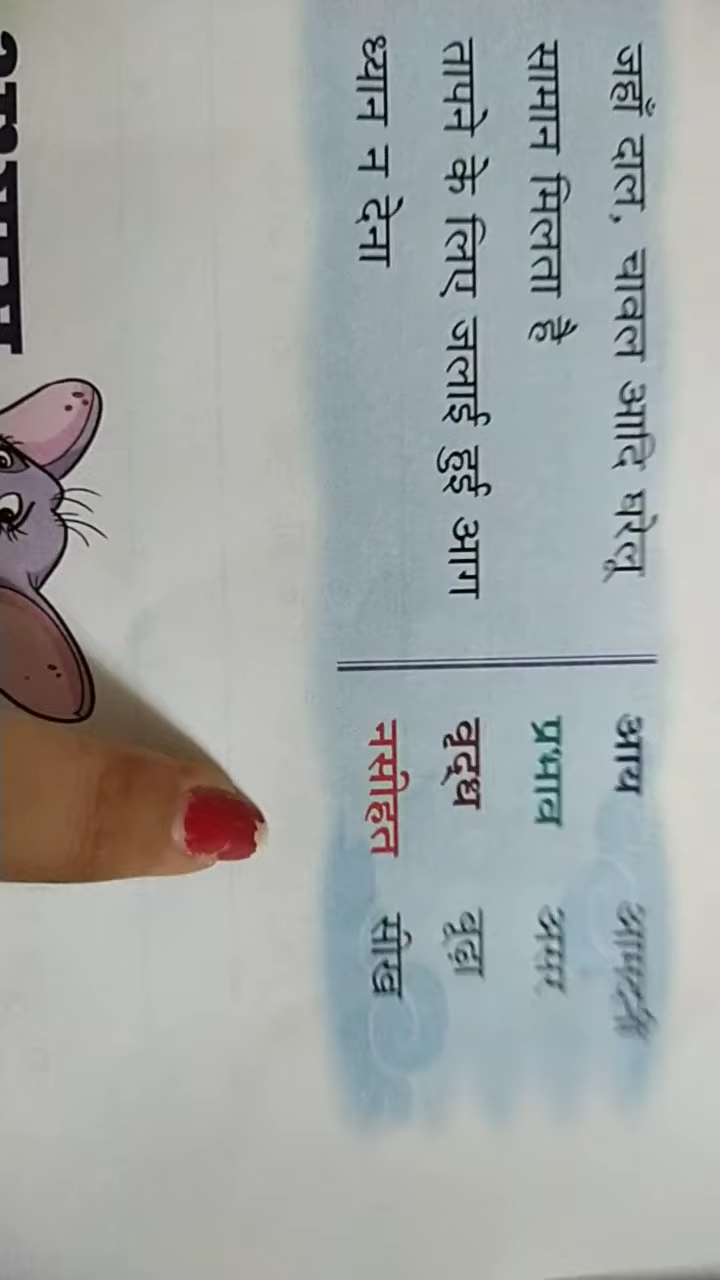 जहाँ दाल, चावल आदि घरेलू
सामान मिलता है
तापने के लिए जलाई हुई आग
ध्यान न देना
आय आमदनी
प्रभाव असर
वृद्ध बूढ़ा
नसीहत सीख